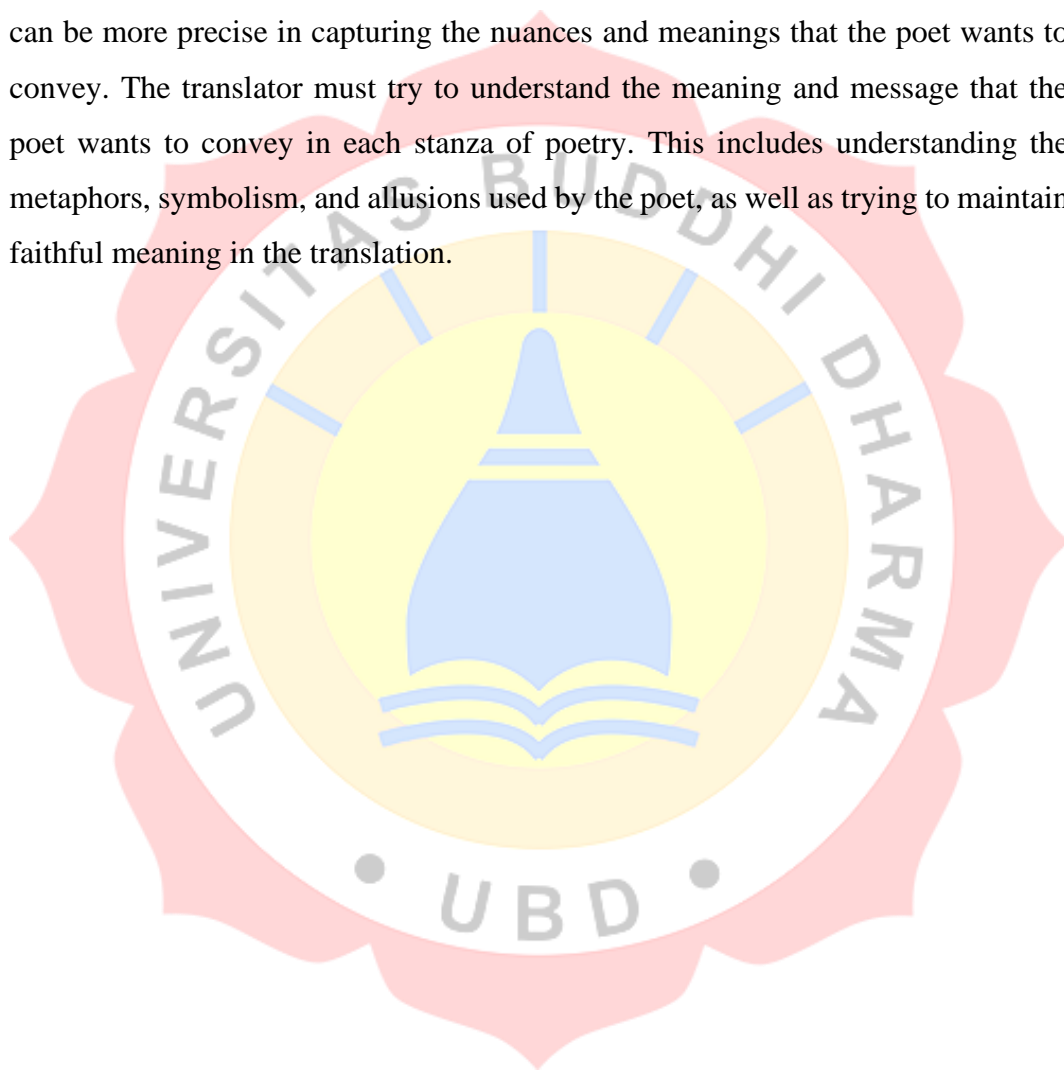 can be more precise in capturing the nuances and meanings that the poet wants to
convey. The translator must try to understand the meaning and message that the
poet wants to convey in each stanza of poetry. This includes understanding the
metaphors, symbolism, and allusions used by the poet, as well as trying to maintain
faithful meaning in the translation.
UNIVERSITAS BUDDHI DHARMA
• UBD •